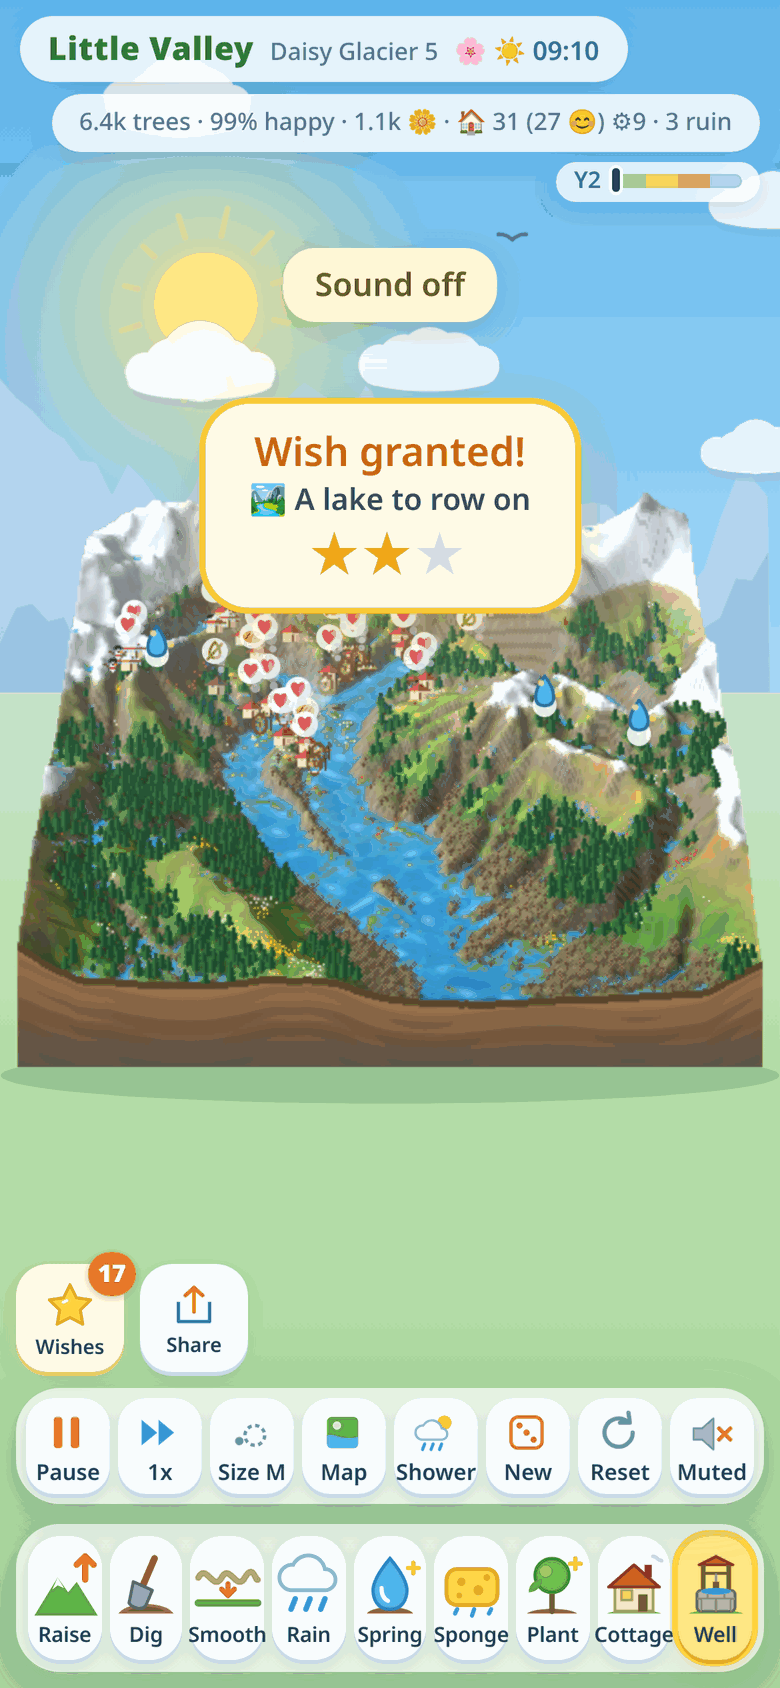 Little Valley Daisy Glacier 5 🌸 ☀️ 09:10
6.4k trees · 99% happy · 1.1k 🌼 · 🏠 31 (27 😊) ⚙9 · 3 ruin
Y2
Sound off
Wish granted!
🏞️ A lake to row on
17
Wishes
Share
Pause
1x
Size M
Map
Shower
New
Reset
Muted
Raise
Dig
Smooth
Rain
Spring
Sponge
Plant
Cottage
Well